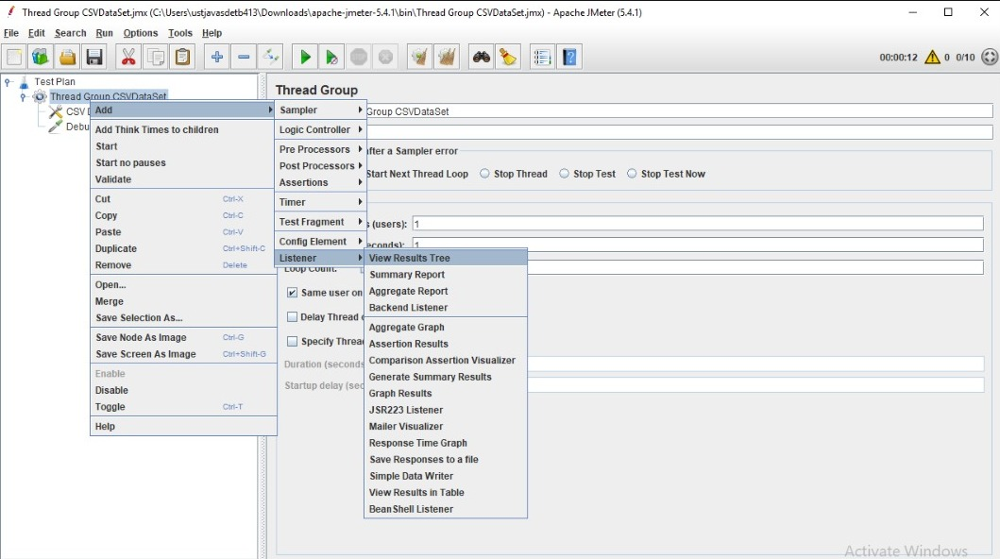 Thread Group CSVDataSet.jmx (C:\Users\ustjavasdetb413\Downloads\apache-jmeter-5.4.1\bin\Thread Group CSVDataSet.jmx) - Apache JMeter (5.4.1)
File Edit Search Run Options Tools Help
00:00:12 0 0/10
Test Plan
Thread Group CSVDataSet
CSV
Debu
Add
Add Think Times to children
Start
Start no pauses
Validate
Cut Ctrl-X
Copy Ctrl-C
Paste Ctrl-V
Duplicate Ctrl+Shift-C
Remove Delete
Open...
Merge
Save Selection As...
Save Node As Image Ctrl-G
Save Screen As Image Ctrl+Shift-G
Enable
Disable
Toggle Ctrl-T
Help
Sampler
Logic Controller
Pre Processors
Post Processors
Assertions
Timer
Test Fragment
Config Element
Listener
View Results Tree
Summary Report
Aggregate Report
Backend Listener
Aggregate Graph
Assertion Results
Comparison Assertion Visualizer
Generate Summary Results
Graph Results
JSR223 Listener
Mailer Visualizer
Response Time Graph
Save Responses to a file
Simple Data Writer
View Results in Table
BeanShell Listener
Thread Group
Group CSVDataSet
after a Sampler error
Start Next Thread Loop Stop Thread Stop Test Stop Test Now
s (users): 1
econds): 1
Loop Count:
Same user on
Delay Thread
Specify Threa
Duration (seconds
Startup delay (sec
Activate Windows